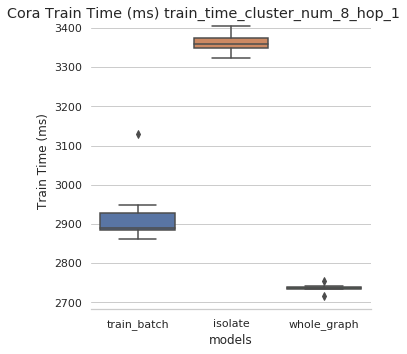 Cora Train Time (ms) train_time_cluster_num_8_hop_1
3400
3300
3200
3100
3000
2900
2800
2700
Train Time (ms)
train_batch isolate whole_graph
models